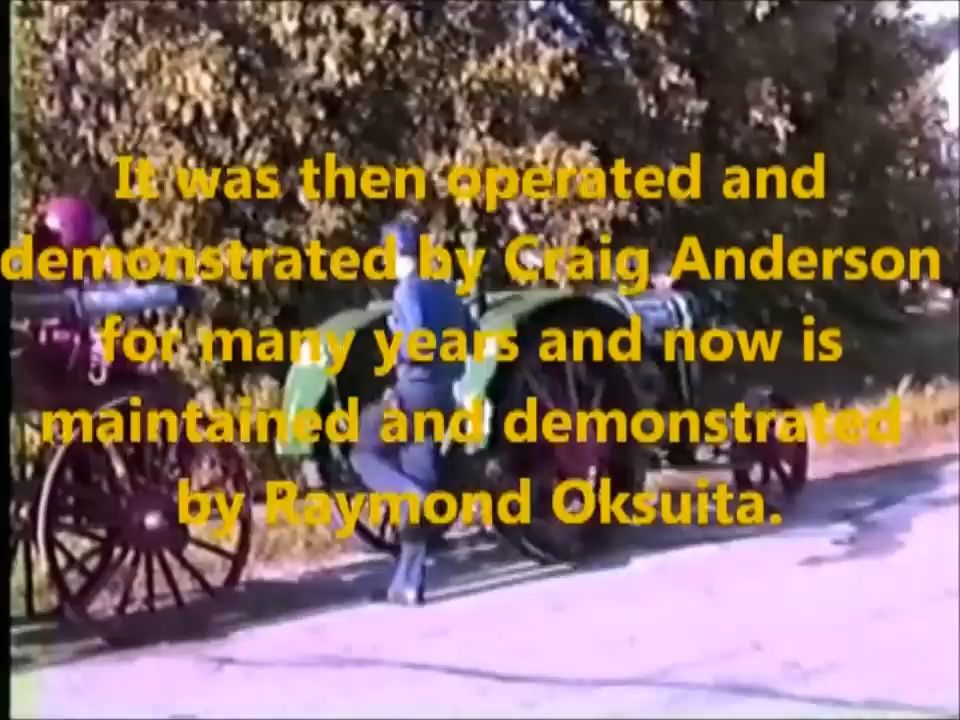 It was then operated and
demonstrated by Craig Anderson
for many years and now is
maintained and demonstrated
by Raymond Oksuita.